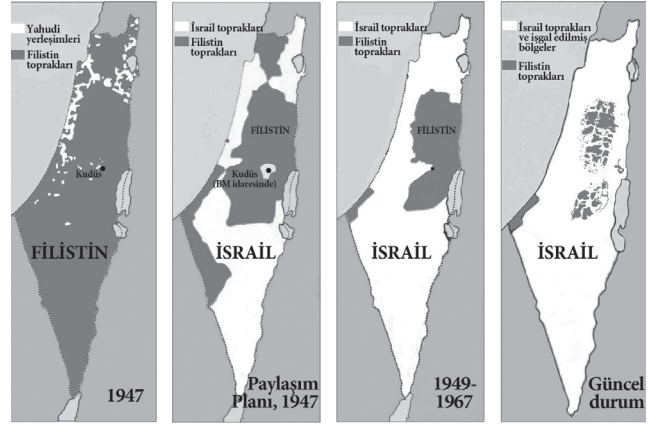 Yahudi
yerleşimleri
Filistin
toprakları
Kudüs
FİLİSTİN
1947
İsrail toprakları
Filistin
toprakları
FİLİSTİN
Kudüs
(BM idaresinde)
İSRAİL
Paylaşım
Planı, 1947
İsrail toprakları
Filistin
toprakları
FİLİSTİN
İSRAİL
1949-
1967
İsrail toprakları
ve işgal edilmiş
bölgeler
Filistin
toprakları
İSRAİL
Güncel
durum